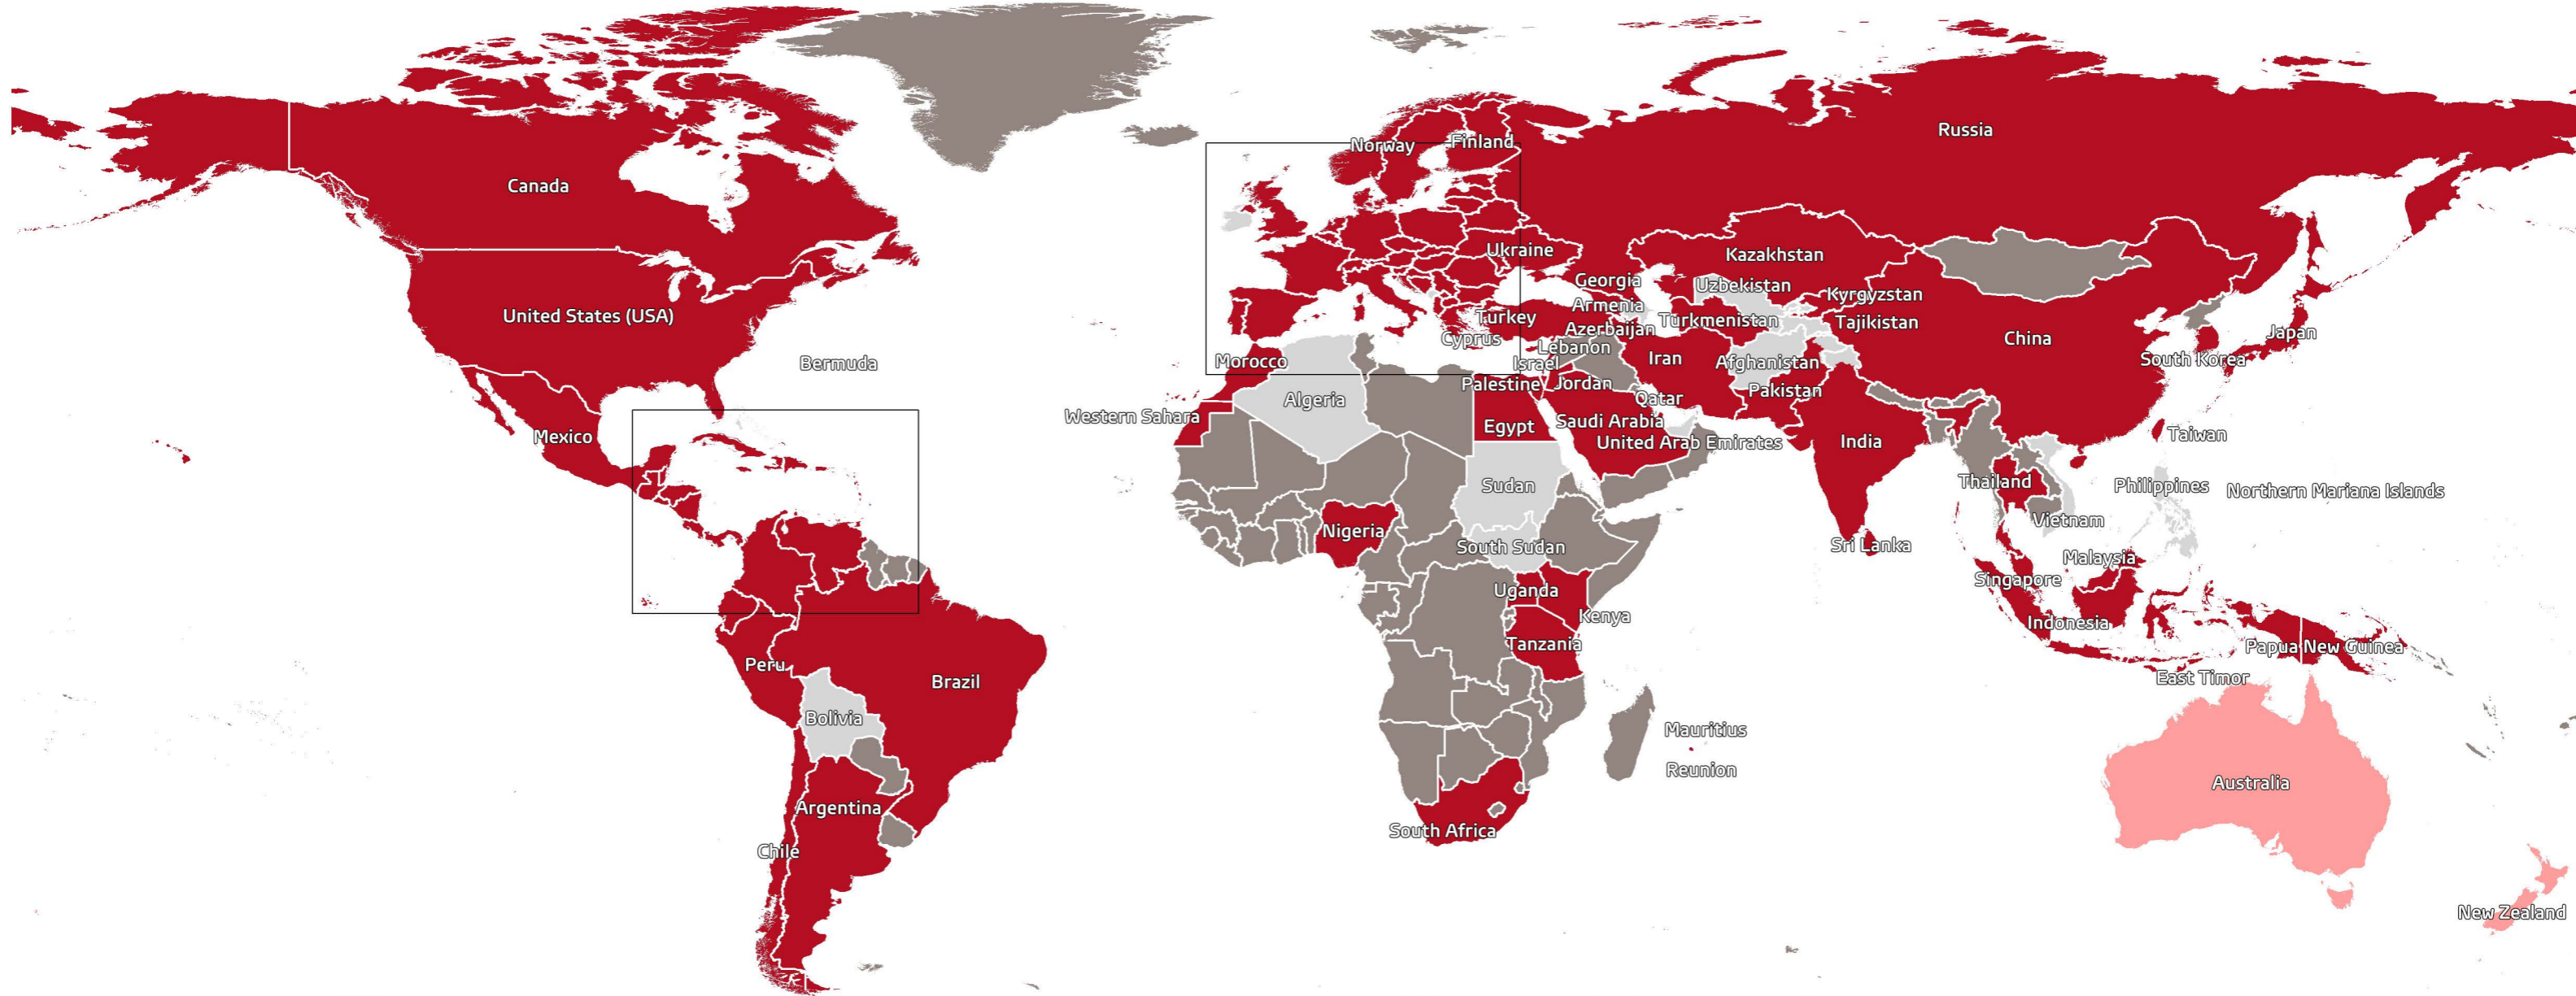 Russia
Norway
Finland
Canada
Ukraine
Kazakhstan
Georgia
Uzbekistan
Kyrgyzstan
Armenia
United States (USA)
Turkey
Turkmenistan
Tajikistan
Azerbaijan
Japan
Cyprus
China
Lebanon
Iran
South Korea
Morocco
Bermuda
Israel
Afghanistan
Palestine
Jordan
Pakistan
Qatar
Algeria
Western Sahara
Saudi Arabia
Egypt
Mexico
Taiwan
United Arab Emirates
India
Thailand
Sudan
Philippines
Northern Mariana Islands
Vietnam
Nigeria
Sri Lanka
South Sudan
Malaysia
Singapore
Uganda
Kenya
Indonesia
Tanzania
Papua New Guinea
Peru
East Timor
Brazil
Bolivia
Mauritius
Reunion
Australia
Argentina
South Africa
Chile
New Zealand